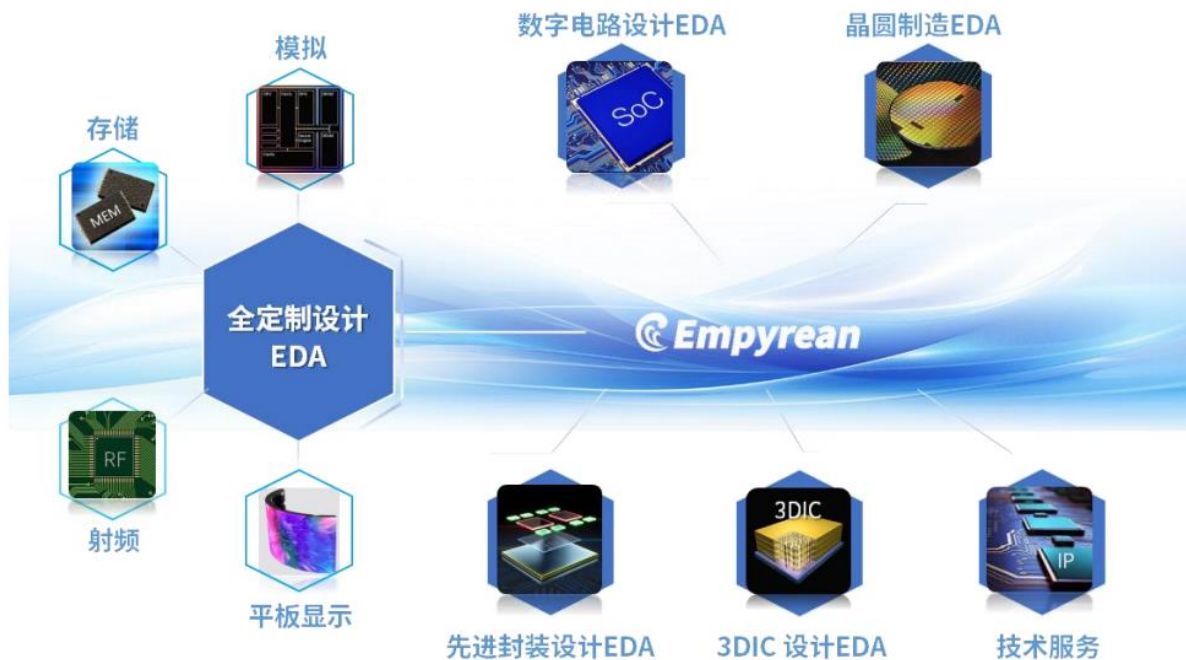 数字电路设计EDA
晶圆制造EDA
模拟
SoC
存储
MEM
全定制设计
EDA
Empyrean
RF
射频
平板显示
3DIC
IP
先进封装设计EDA
3DIC 设计EDA
技术服务